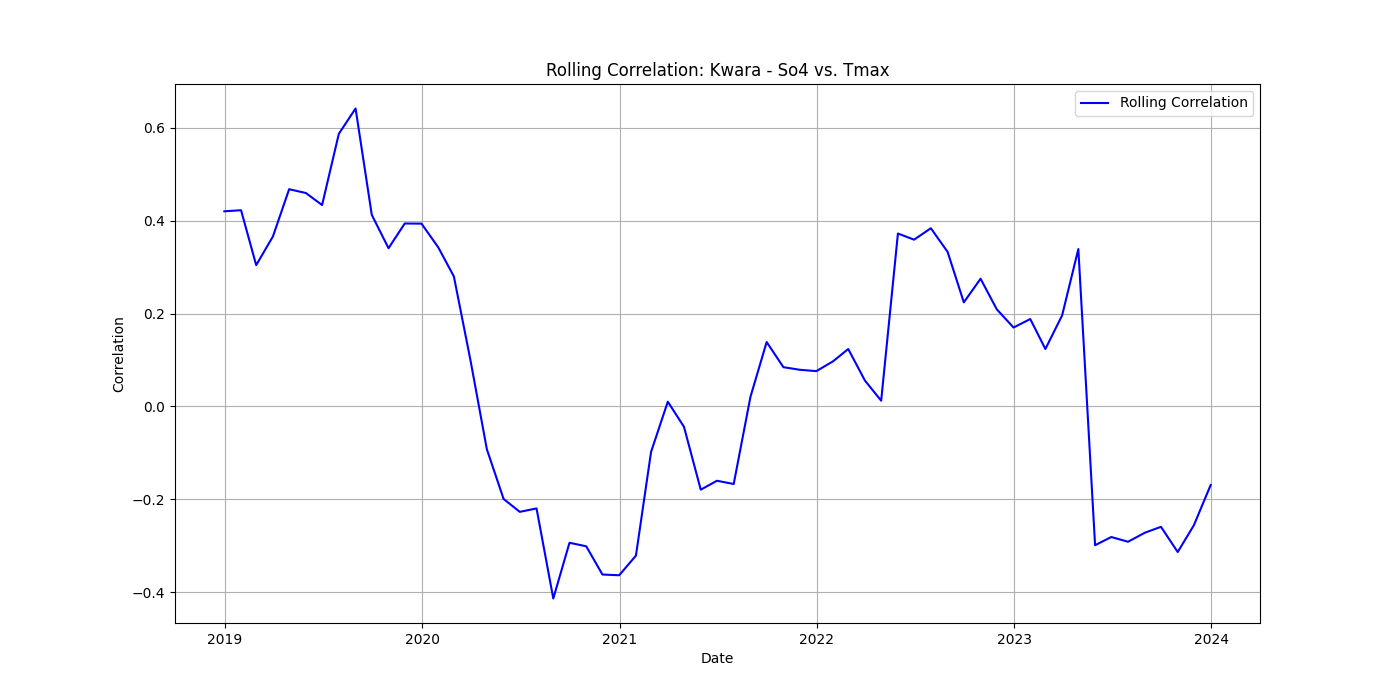 Rolling Correlation: Kwara - So4 vs. Tmax
Rolling Correlation
0.6
0.4
0.2
0.0
−0.2
−0.4
Correlation
2019 2020 2021 2022 2023 2024
Date